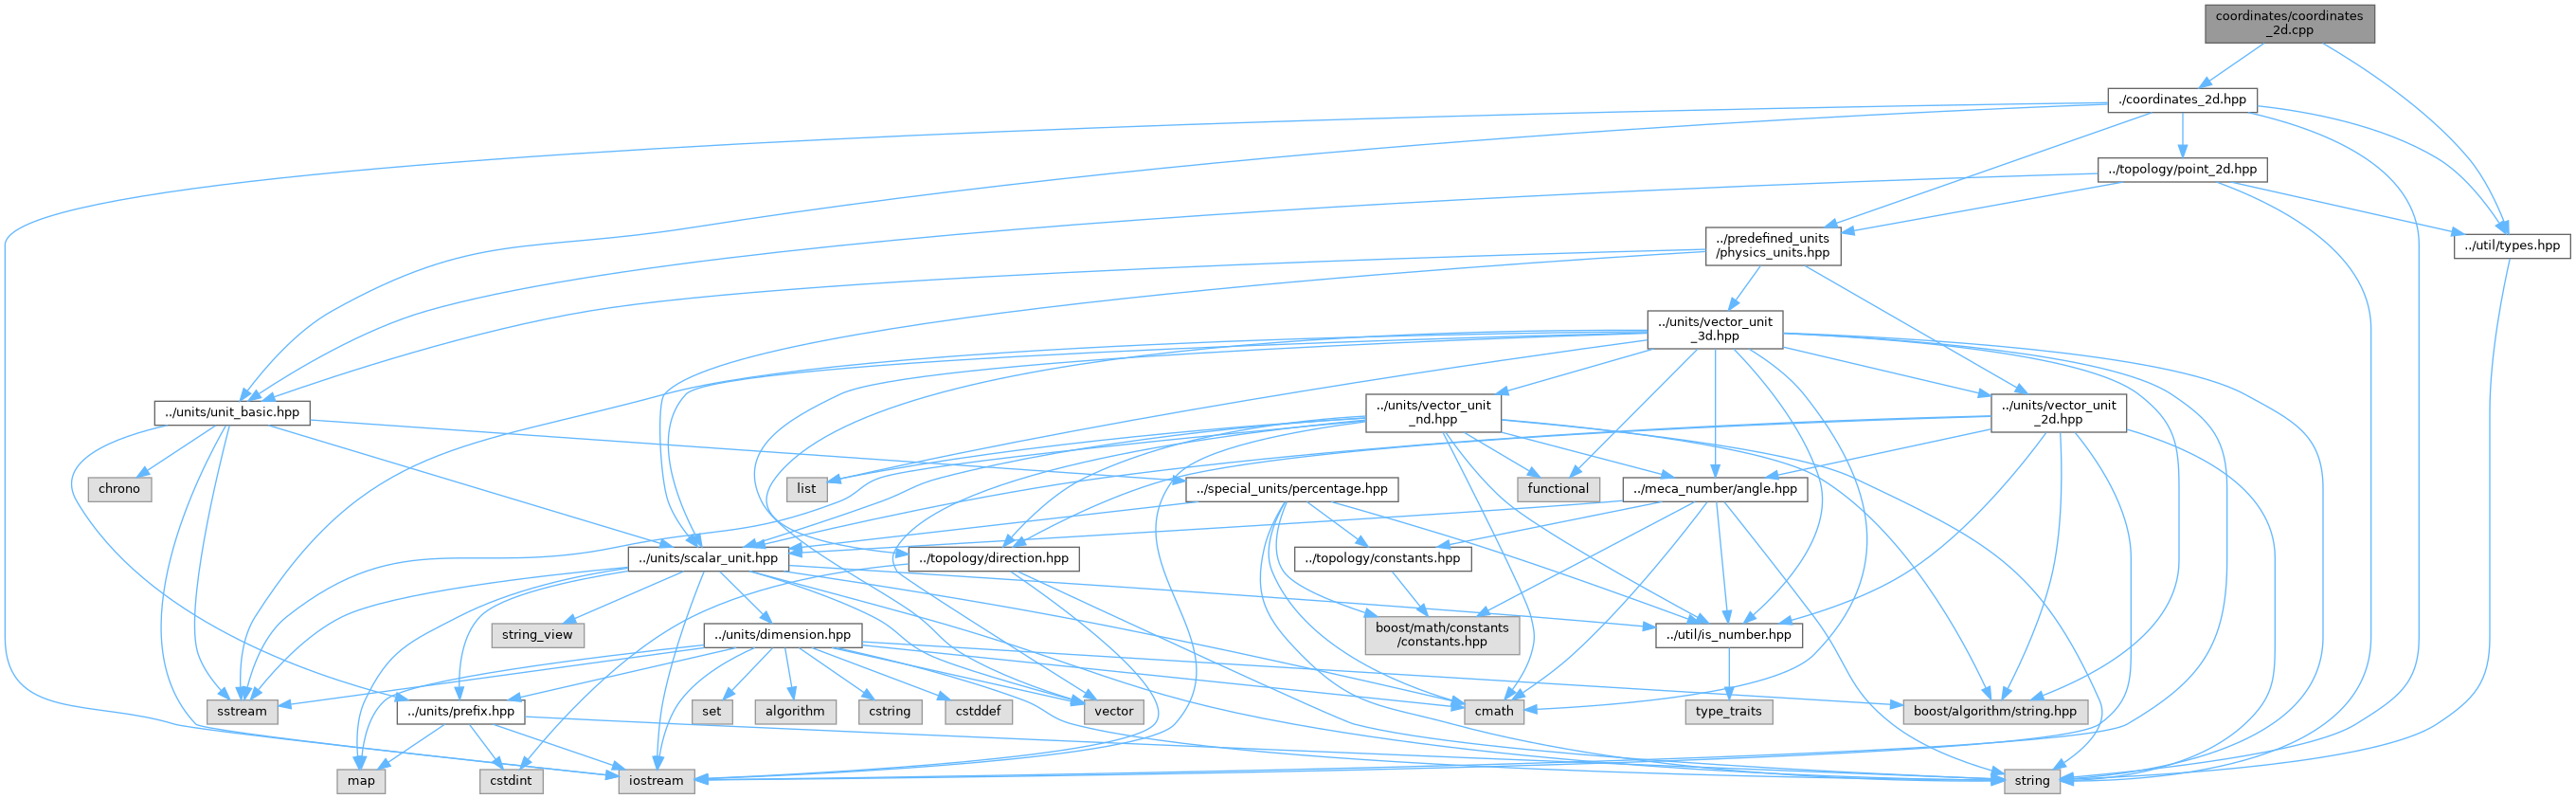 coordinates/coordinates
_2d.cpp
./coordinates_2d.hpp
../topology/point_2d.hpp
../predefined_units
/physics_units.hpp
../util/types.hpp
../units/vector_unit
_3d.hpp
../units/unit_basic.hpp
../units/vector_unit
_nd.hpp
../units/vector_unit
_2d.hpp
chrono
list
../special_units/percentage.hpp
functional
../meca_number/angle.hpp
../units/scalar_unit.hpp
../topology/direction.hpp
../topology/constants.hpp
string_view
../units/dimension.hpp
boost/math/constants
/constants.hpp
../util/is_number.hpp
sstream
../units/prefix.hpp
set
algorithm
cstring
cstddef
vector
cmath
type_traits
boost/algorithm/string.hpp
map
cstdint
iostream
string